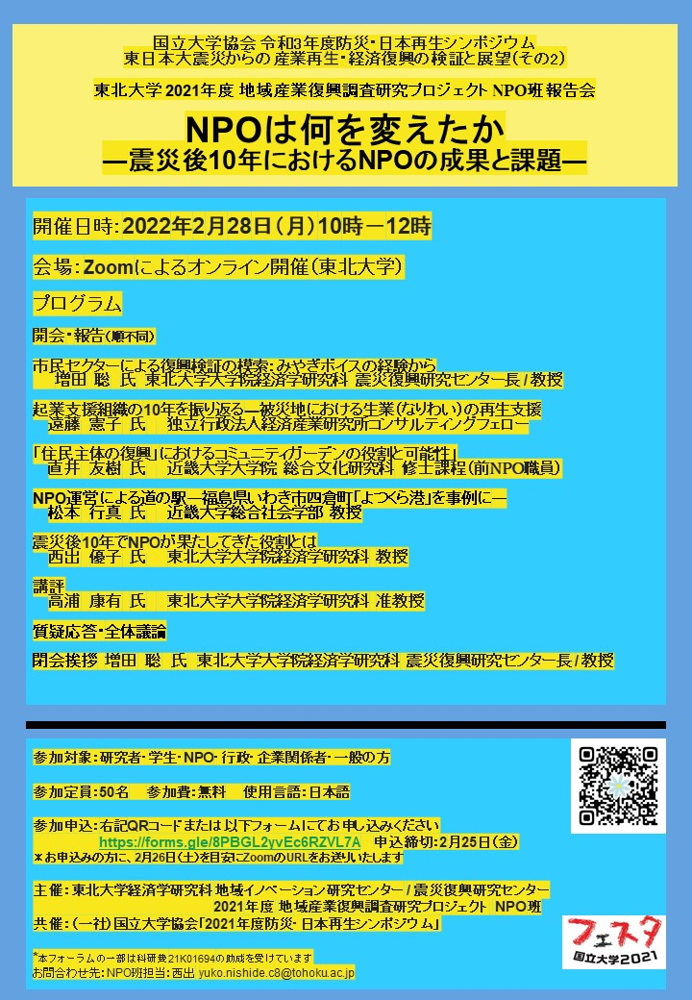 国立大学協会 令和3年度防災・日本再生シンポジウム
東日本大震災からの 産業再生・経済復興の検証と展望（その２）
東北大学 2021年度 地域産業復興調査研究プロジェクト NPO班 報告会
NPOは何を変えたか
―震災後10年におけるNPOの成果と課題―
開催日時：2022年2月28日（月）10時－12時
会場：Zoomによるオンライン開催（東北大学）
プログラム
開会・報告（順不同）
市民セクターによる復興検証の模索：みやぎボイスの経験から
増田 聡 氏 東北大学大学院経済学研究科 震災復興研究センター長 / 教授
起業支援組織の10年を振り返る―被災地における生業（なりわい）の再生支援
遠藤 憲子 氏 独立行政法人経済産業研究所コンサルティングフェロー
「住民主体の復興」におけるコミュニティガーデンの役割と可能性」
直井 友樹 氏 近畿大学大学院 総合文化研究科 修士課程（前NPO職員）
NPO運営による道の駅―福島県いわき市四倉町「よつくら港」を事例に―
松本 行真 氏 近畿大学総合社会学部 教授
震災後10年でNPOが果たしてきた役割とは
西出 優子 氏 東北大学大学院経済学研究科 教授
講評
高浦 康有 氏 東北大学大学院経済学研究科 准教授
質疑応答・全体議論
閉会挨拶 増田 聡 氏 東北大学大学院経済学研究科 震災復興研究センター長 / 教授
参加対象：研究者・学生・NPO・行政・企業関係者・一般の方
参加定員：50名 参加費：無料 使用言語：日本語
参加申込：右記QRコードまたは以下フォームにてお申し込みください
https://forms.gle/8PBGL2yvEc6RZVL7A 申込締切：2月25日（金）
＊お申込みの方に、2月26日（土）を目安にZoomのURLをお送りいたします
主催：東北大学経済学研究科 地域イノベーション研究センター / 震災復興研究センター
2021年度 地域産業復興調査研究プロジェクト NPO班
共催：（一社）国立大学協会「2021年度防災・日本再生シンポジウム」
フェスタ
国立大学2021
*本フォーラムの一部は科研費21K01694の助成を受けています
お問合わせ先：NPO班担当：西出 yuko.nishide.c8@tohoku.ac.jp